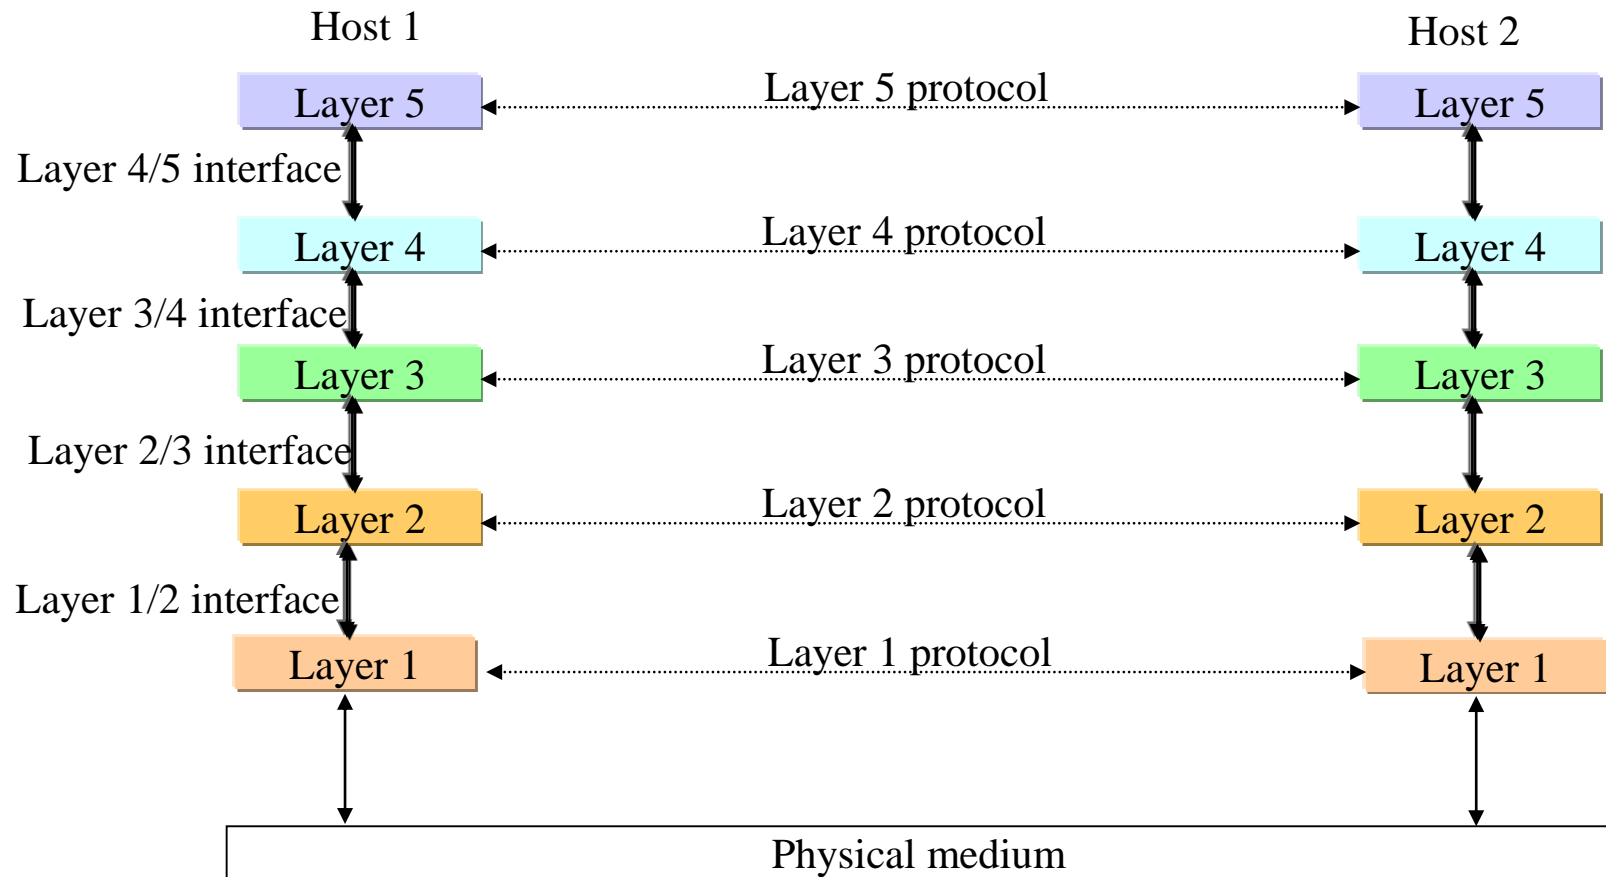 Host 1
Host 2
Layer 5
Layer 5 protocol
Layer 5
Layer 4/5 interface
Layer 4
Layer 4 protocol
Layer 4
Layer 3/4 interface
Layer 3
Layer 3 protocol
Layer 3
Layer 2/3 interface
Layer 2
Layer 2 protocol
Layer 2
Layer 1/2 interface
Layer 1
Layer 1 protocol
Layer 1
Physical medium